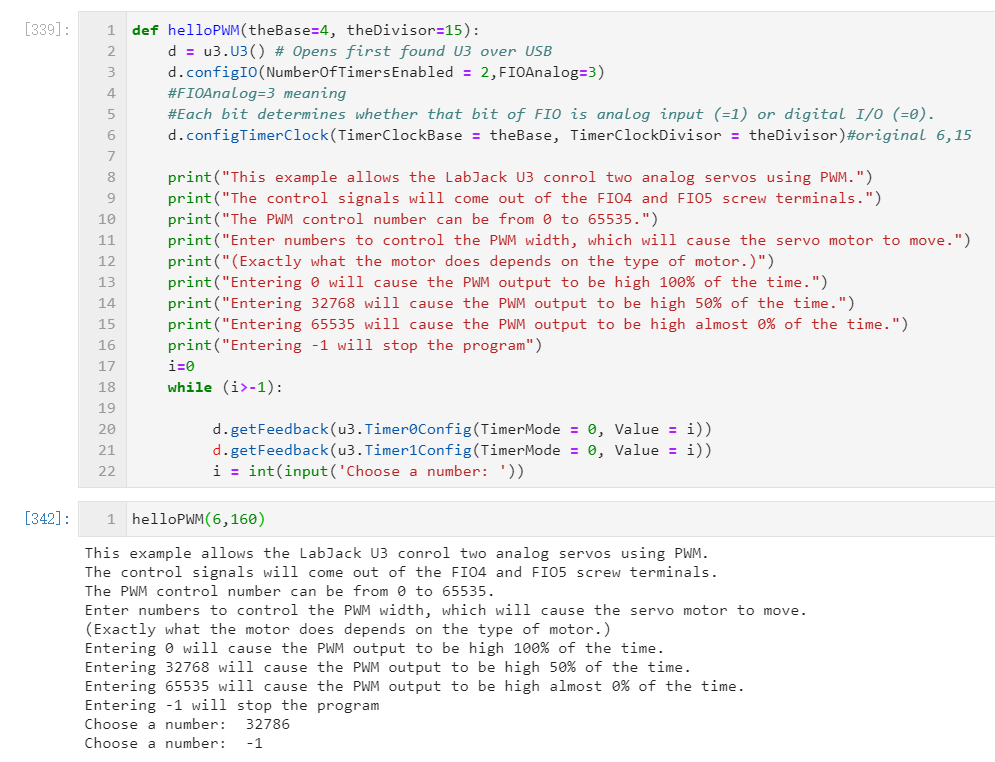 [339]:
1 def helloPWM(theBase=4, theDivisor=15):
2     d = u3.U3() # Opens first found U3 over USB
3     d.configIO(NumberOfTimersEnabled = 2,FIOAnalog=3)
4     #FIOAnalog=3 meaning
5     #Each bit determines whether that bit of FIO is analog input (=1) or digital I/O (=0).
6     d.configTimerClock(TimerClockBase = theBase, TimerClockDivisor = theDivisor)#original 6,15
7
8     print("This example allows the LabJack U3 conrol two analog servos using PWM.")
9     print("The control signals will come out of the FIO4 and FIO5 screw terminals.")
10     print("The PWM control number can be from 0 to 65535.")
11     print("Enter numbers to control the PWM width, which will cause the servo motor to move.")
12     print("(Exactly what the motor does depends on the type of motor.)")
13     print("Entering 0 will cause the PWM output to be high 100% of the time.")
14     print("Entering 32768 will cause the PWM output to be high 50% of the time.")
15     print("Entering 65535 will cause the PWM output to be high almost 0% of the time.")
16     print("Entering -1 will stop the program")
17     i=0
18     while (i>-1):
19
20          d.getFeedback(u3.Timer0Config(TimerMode = 0, Value = i))
21          d.getFeedback(u3.Timer1Config(TimerMode = 0, Value = i))
22          i = int(input('Choose a number: '))
[342]:
1 helloPWM(6,160)
This example allows the LabJack U3 conrol two analog servos using PWM.
The control signals will come out of the FIO4 and FIO5 screw terminals.
The PWM control number can be from 0 to 65535.
Enter numbers to control the PWM width, which will cause the servo motor to move.
(Exactly what the motor does depends on the type of motor.)
Entering 0 will cause the PWM output to be high 100% of the time.
Entering 32768 will cause the PWM output to be high 50% of the time.
Entering 65535 will cause the PWM output to be high almost 0% of the time.
Entering -1 will stop the program
Choose a number:  32786
Choose a number:  -1